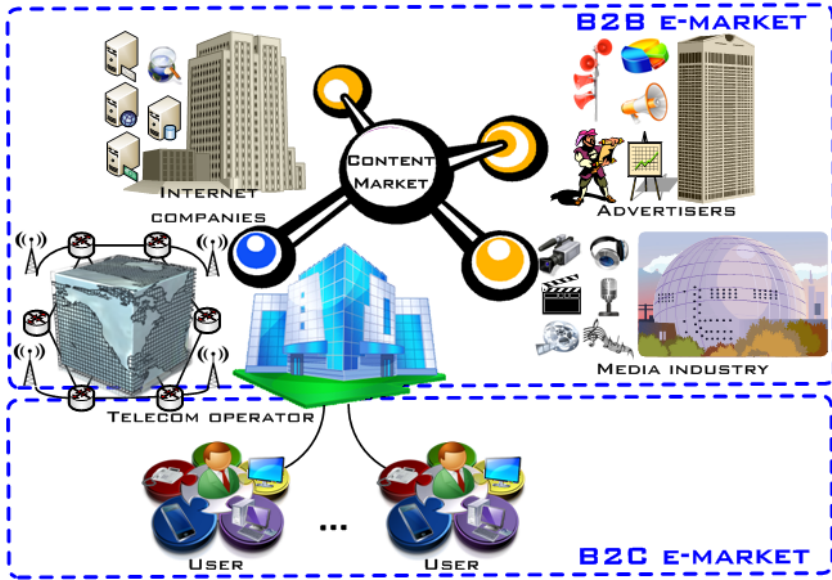 B2B E-MARKET
CONTENT
MARKET
INTERNET
COMPANIES
ADVERTISERS
MEDIA INDUSTRY
TELECOM OPERATOR
...
USER
USER
B2C E-MARKET